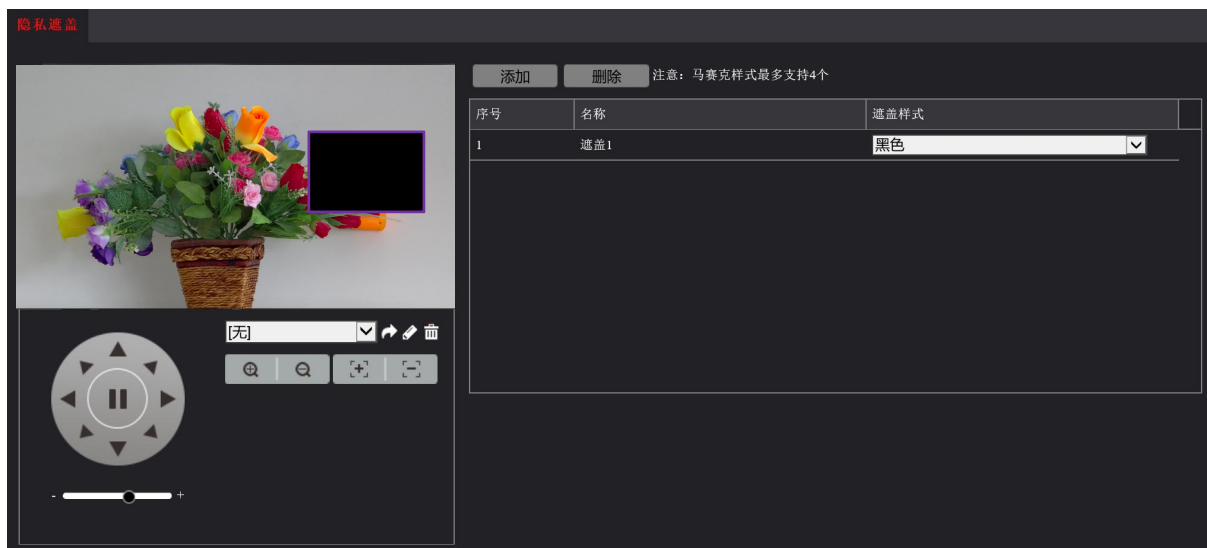 隐私遮盖
添加 删除 注意：马赛克样式最多支持4个
序号 名称 遮盖样式
1 遮盖1 黑色
[无]
- +